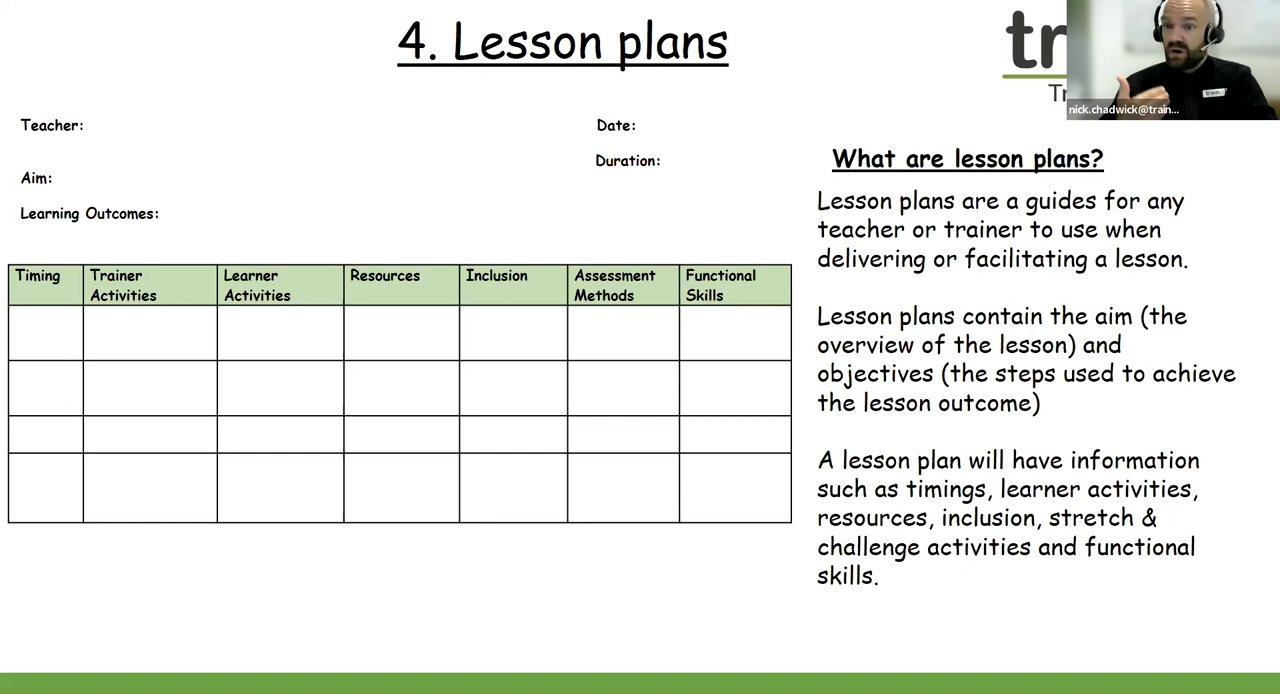 4. Lesson plans
tr
Tr
train...
nick.chadwick@train...
Teacher:
Date:
Duration:
Aim:
Learning Outcomes:
Timing
Trainer
Activities
Learner
Activities
Resources
Inclusion
Assessment
Methods
Functional
Skills
What are lesson plans?
Lesson plans are a guides for any
teacher or trainer to use when
delivering or facilitating a lesson.
Lesson plans contain the aim (the
overview of the lesson) and
objectives (the steps used to achieve
the lesson outcome)
A lesson plan will have information
such as timings, learner activities,
resources, inclusion, stretch &
challenge activities and functional
skills.